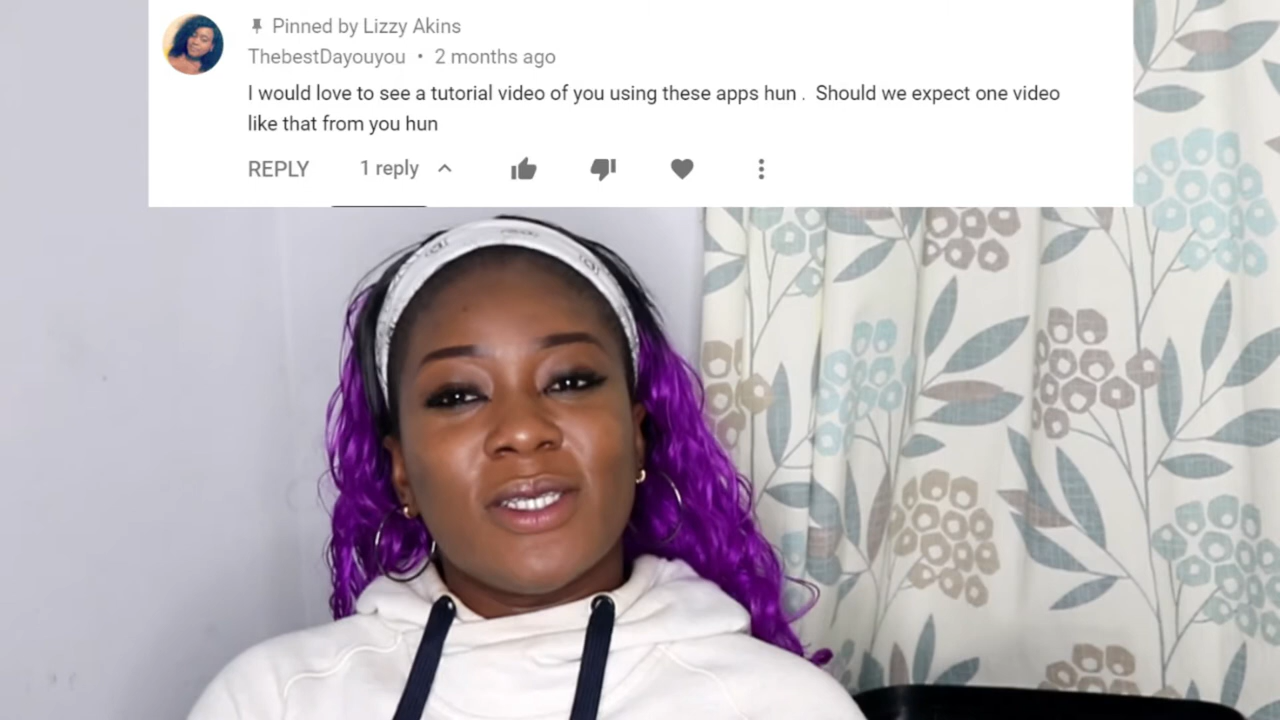 Pinned by Lizzy Akins
ThebestDayouyou • 2 months ago
I would love to see a tutorial video of you using these apps hun . Should we expect one video
like that from you hun
REPLY 1 reply